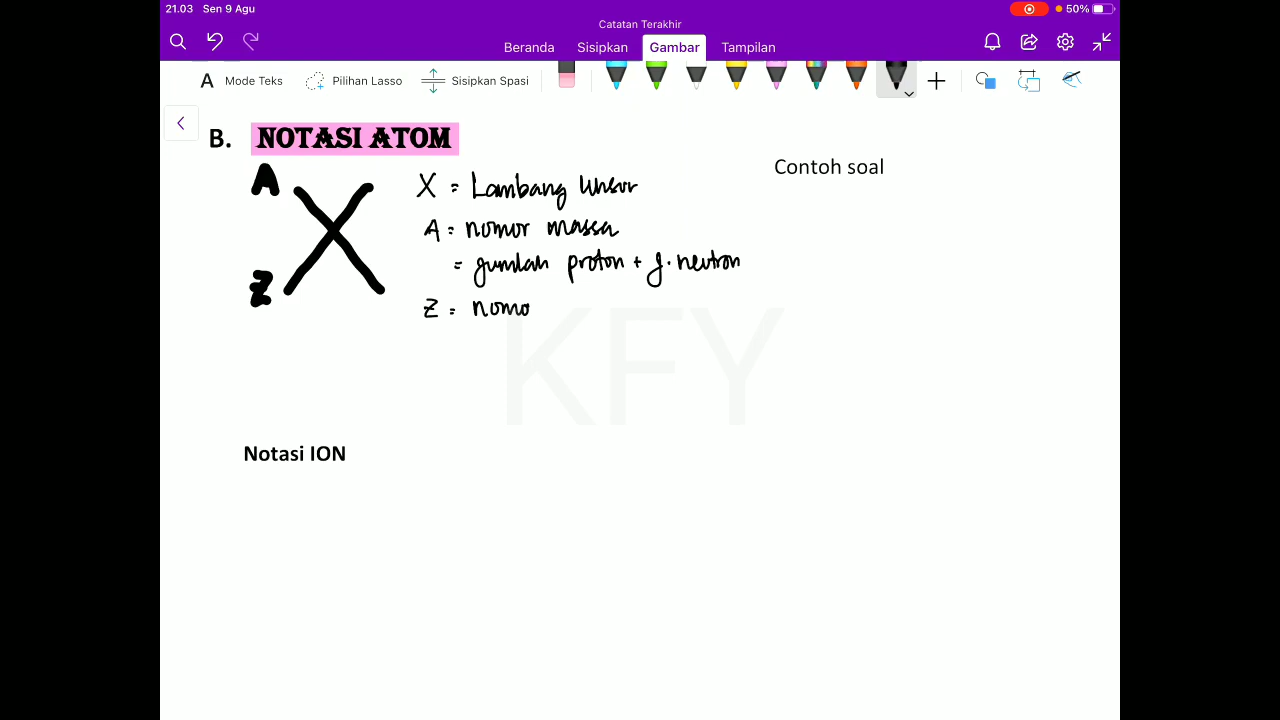 21.03 Sen 9 Agu
50%
Catatan Terakhir
Beranda Sisipkan Gambar Tampilan
A Mode Teks Pilihan Lasso Sisipkan Spasi
B. NOTASI ATOM
Contoh soal
A
X
Z
X = Lambang Unsur
A = nomor massa
= jumlah proton + j. neutron
Z = nomo
KFY
Notasi ION